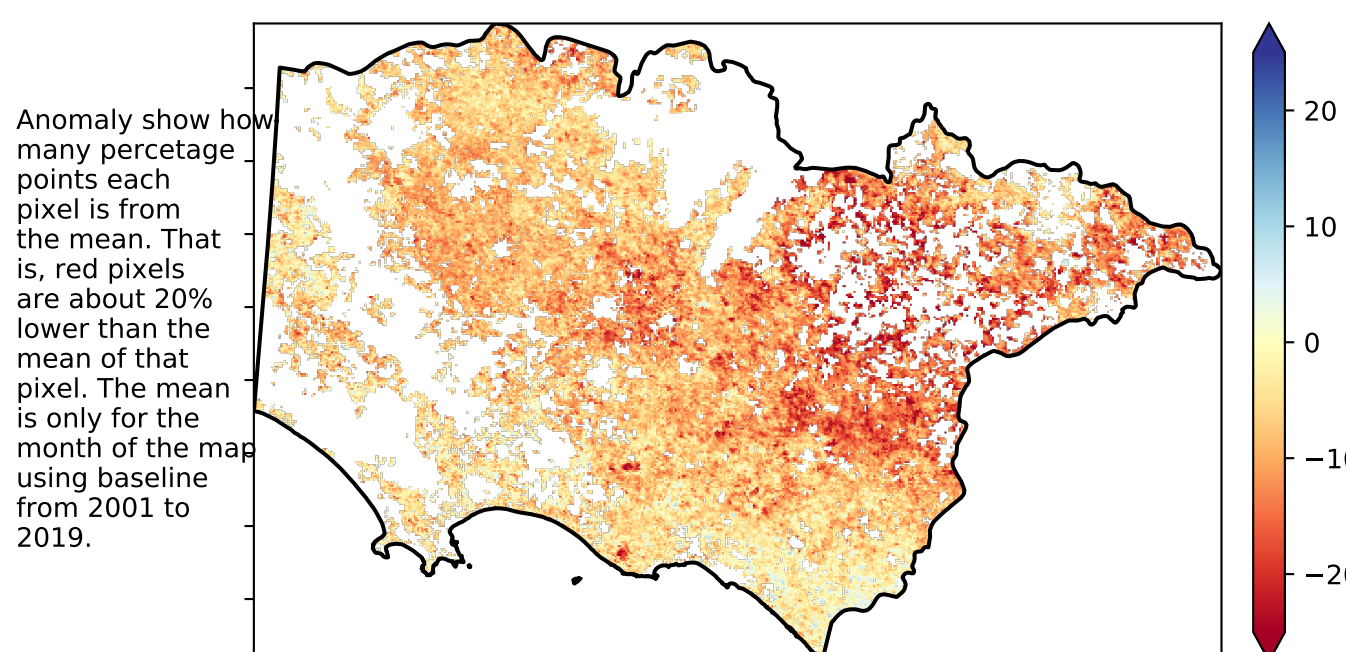 Anomaly show how
many percetage
points each
pixel is from
the mean. That
is, red pixels
are about 20%
lower than the
mean of that
pixel. The mean
is only for the
month of the map
using baseline
from 2001 to
2019.
20
10
0
−10
−20